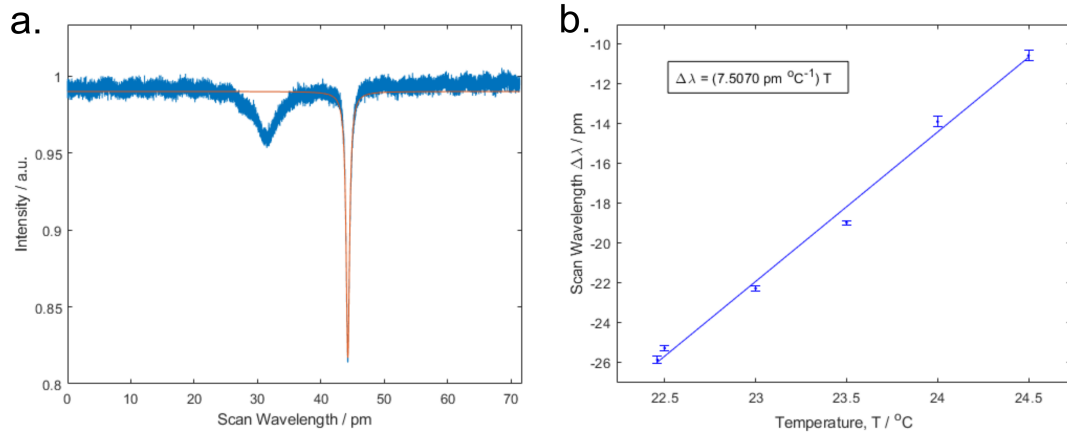 a.
1
0.95
0.9
0.85
0.8
Intensity / a.u.
0 10 20 30 40 50 60 70
Scan Wavelength / pm
b.
Δλ = (7.5070 pm °C⁻¹) T
-10
-12
-14
-16
-18
-20
-22
-24
-26
Scan Wavelength Δλ / pm
22.5 23 23.5 24 24.5
Temperature, T / °C